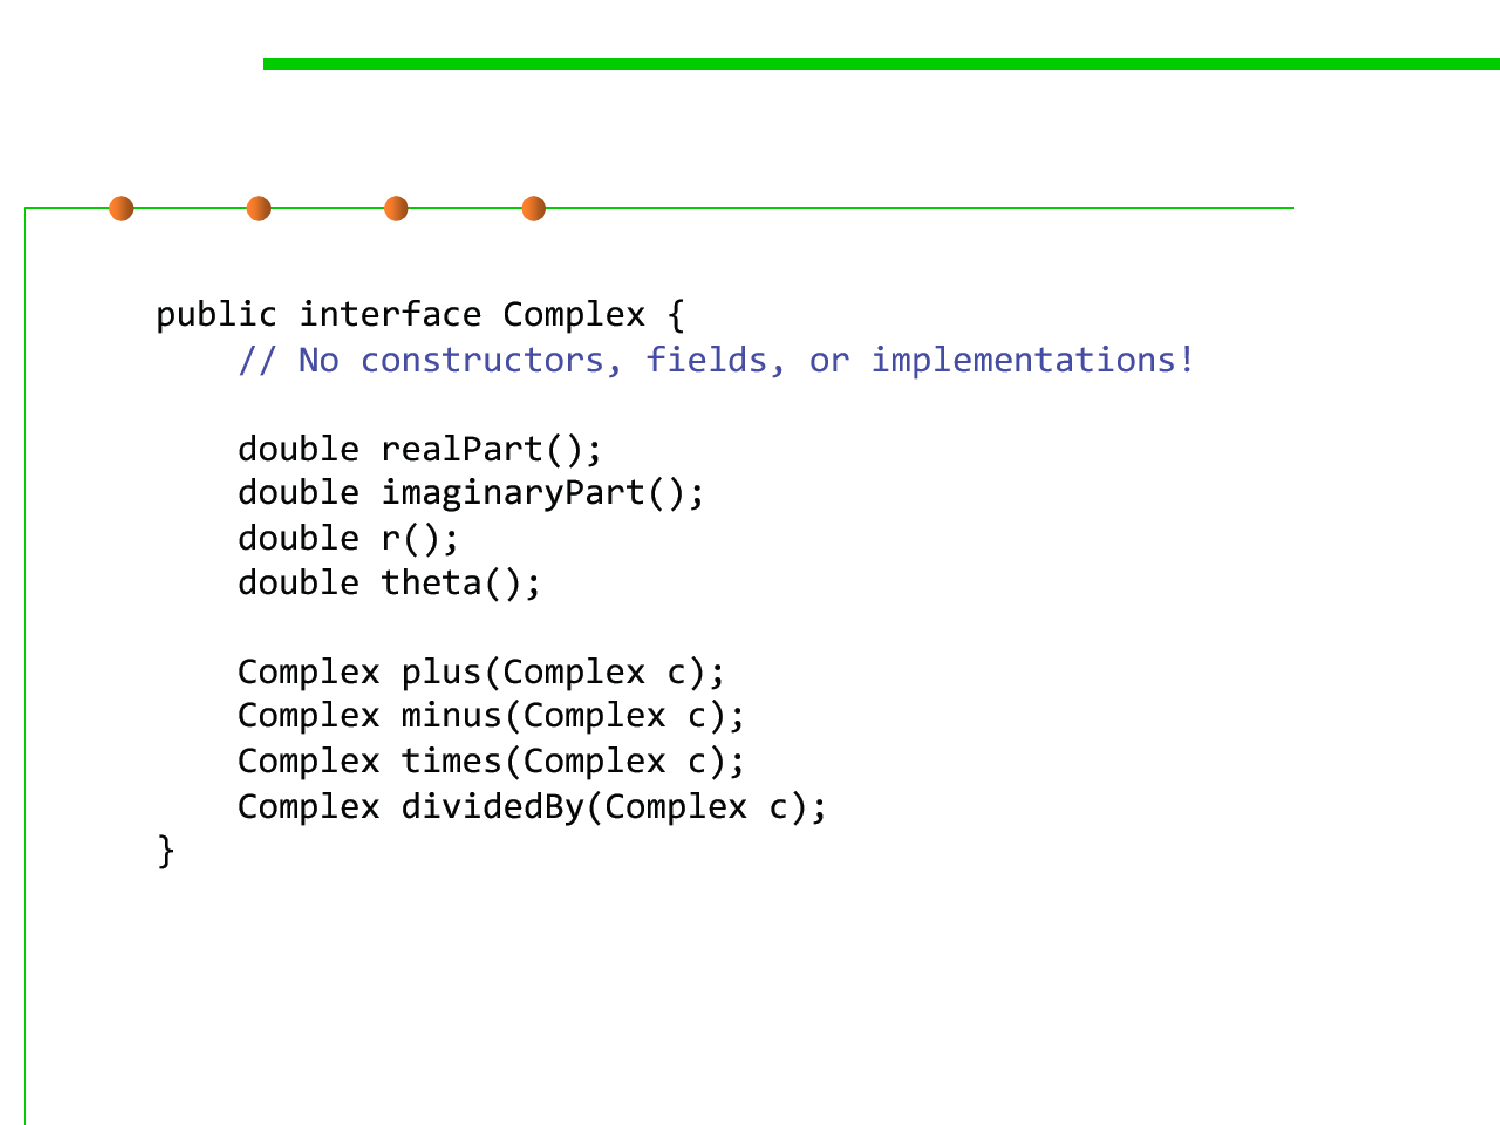 public interface Complex {
    // No constructors, fields, or implementations!

    double realPart();
    double imaginaryPart();
    double r();
    double theta();

    Complex plus(Complex c);
    Complex minus(Complex c);
    Complex times(Complex c);
    Complex dividedBy(Complex c);
}